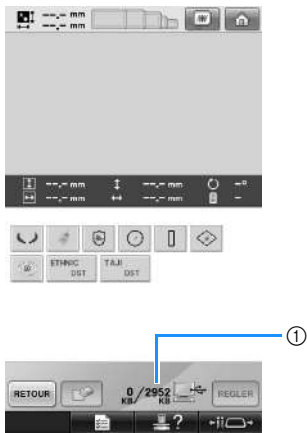 --,- mm
--,- mm
--,- mm --,- mm --°
--,- mm --,- mm -
ETHNIC DST TAJI DST
①
RETOUR 0/2952 KB KB REGLER
?